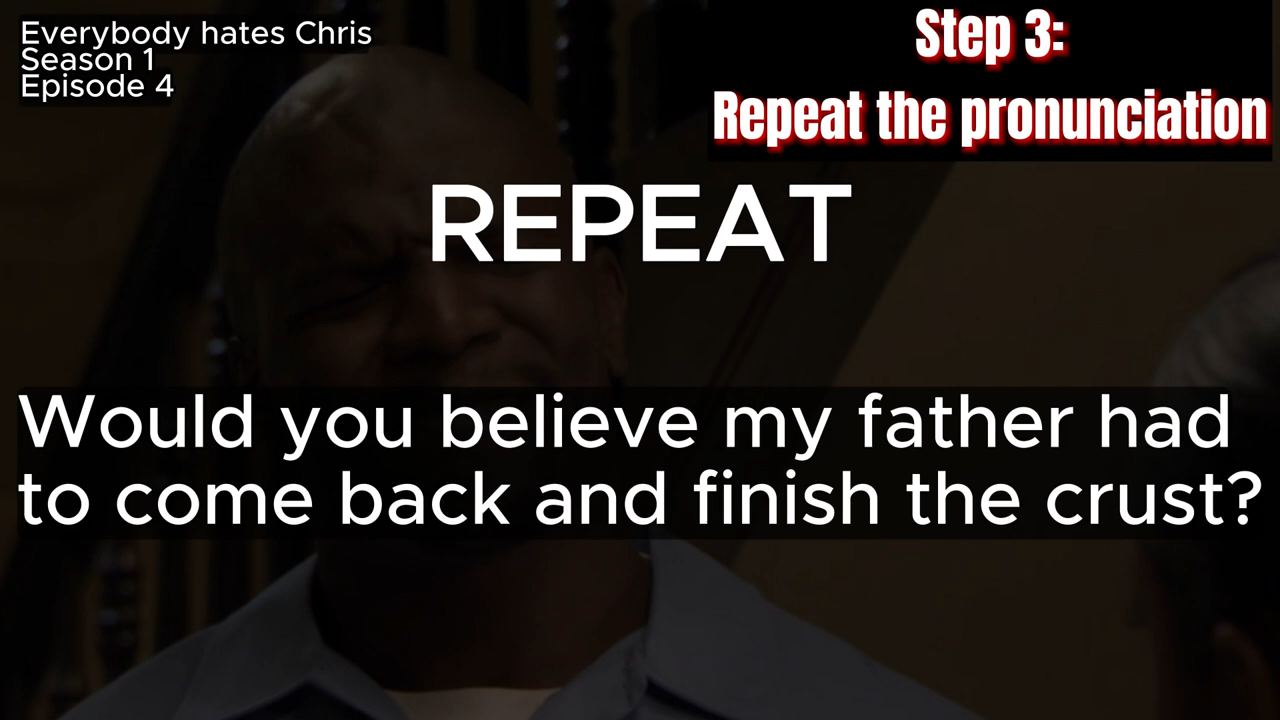 Everybody hates Chris
Season 1
Episode 4
Step 3:
Repeat the pronunciation
REPEAT
Would you believe my father had
to come back and finish the crust?